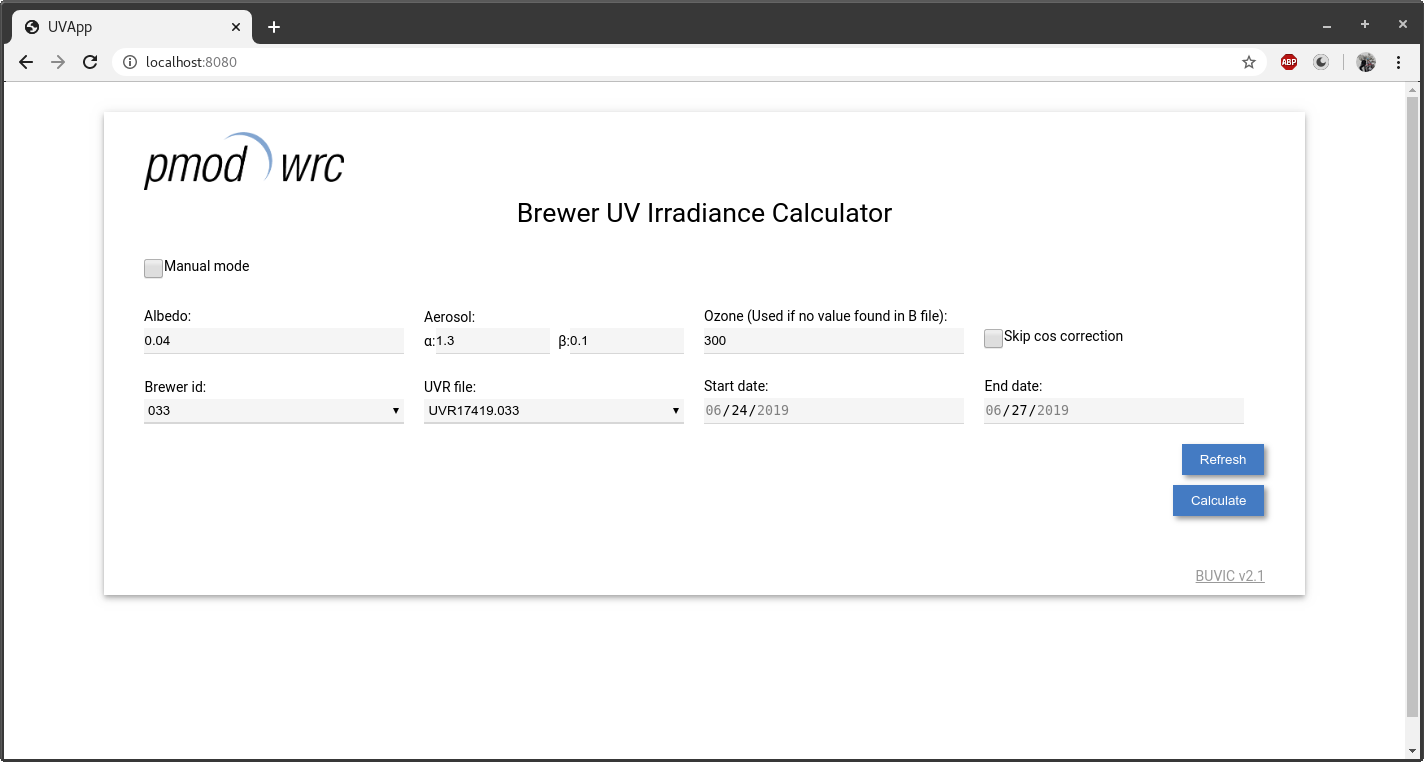 UVApp
localhost:8080
ABP
pmod wrc
Brewer UV Irradiance Calculator
Manual mode
Albedo:
Aerosol:
Ozone (Used if no value found in B file):
0.04
α:1.3
β:0.1
300
Skip cos correction
Brewer id:
UVR file:
Start date:
End date:
033
UVR17419.033
06/24/2019
06/27/2019
Refresh
Calculate
BUVIC v2.1